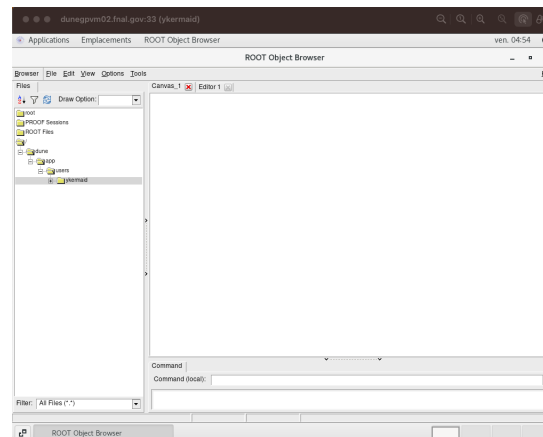 dunegpvm02.fnal.gov:33 (ykermaid)
Applications Emplacements ROOT Object Browser ven. 04:54
ROOT Object Browser
Browser File Edit View Options Tools
Files Canvas_1 Editor 1
Draw Option:
root
PROOF Sessions
ROOT Files
/
dune
app
users
ykermaid
Command
Command (local):
Filter: All Files (*.*)
ROOT Object Browser